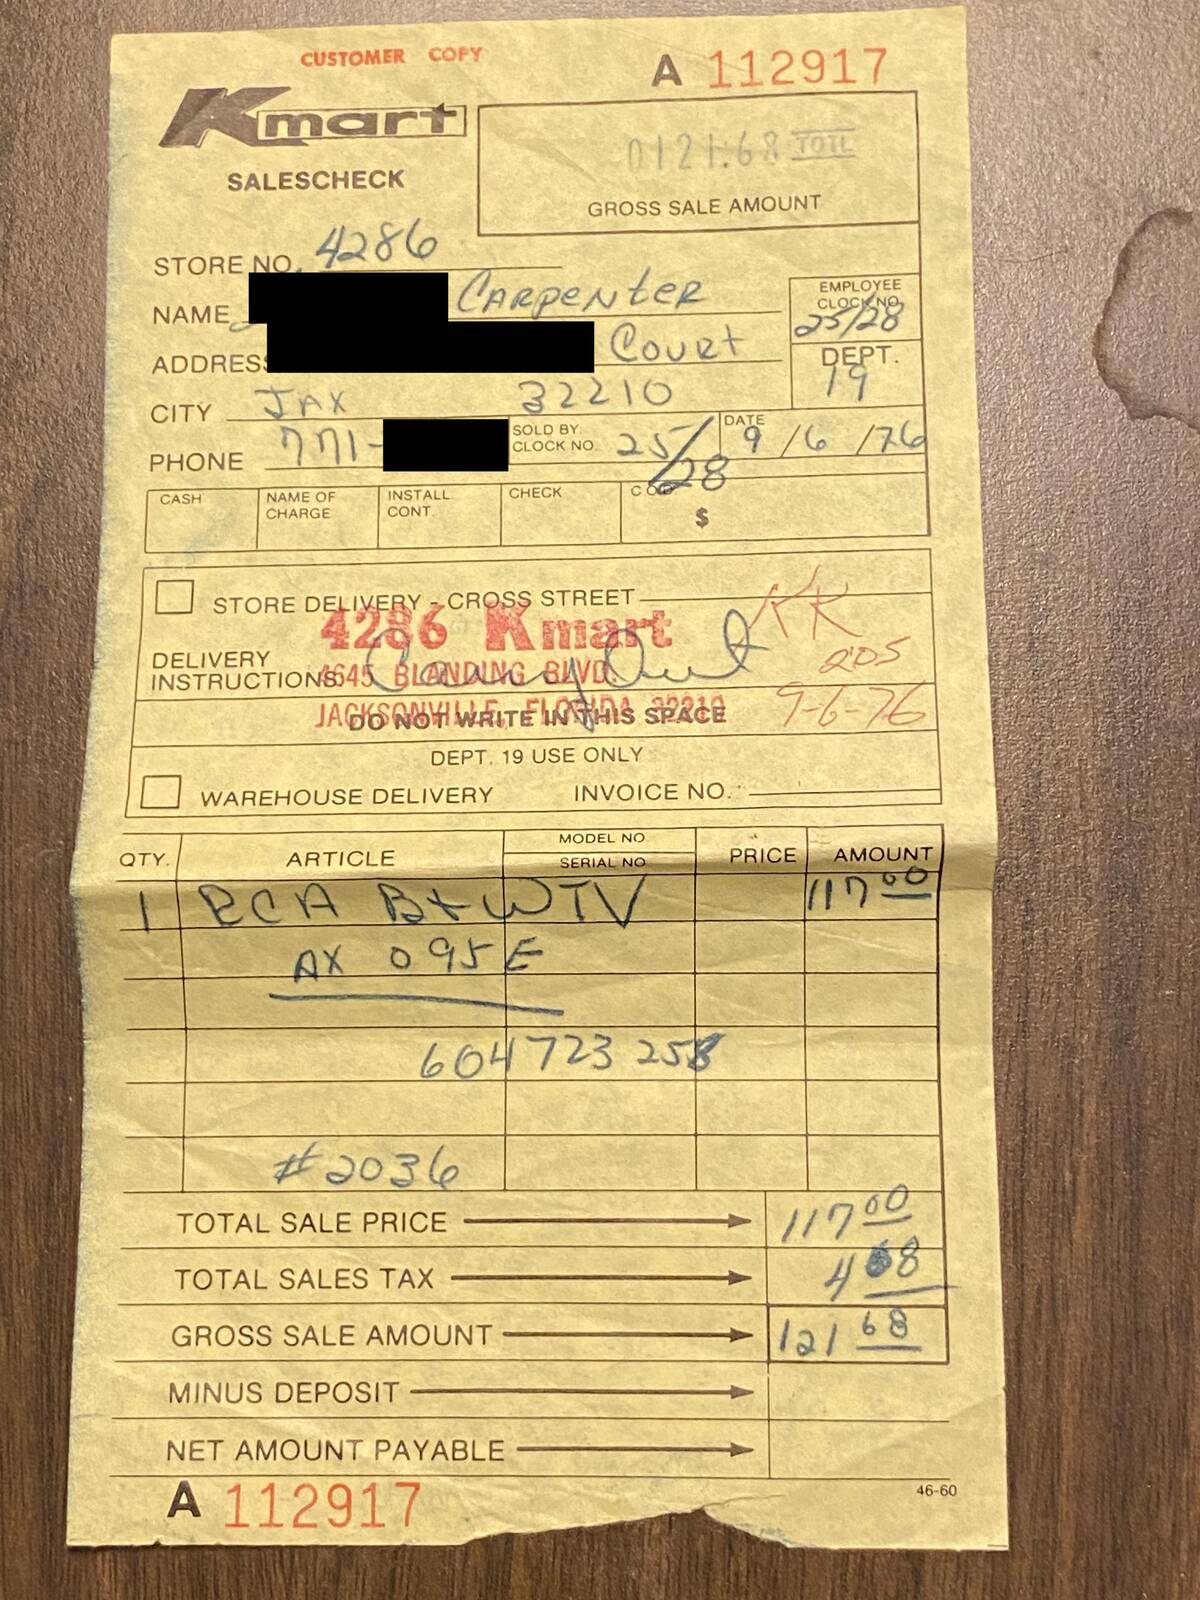 CUSTOMER COPY
A 112917
Kmart
SALESCHECK
0121.68 TOTL
GROSS SALE AMOUNT
STORE NO. 4286
NAME Carpenter
EMPLOYEE CLOCK NO. 25/28
ADDRESS Court
DEPT. 19
CITY JAX 32210
PHONE 771-
SOLD BY CLOCK NO. 25/28
DATE 9/6/76
CASH
NAME OF CHARGE
INSTALL CONT.
CHECK
COD $
STORE DELIVERY - CROSS STREET
KK
4286 Kmart
DELIVERY INSTRUCTIONS: Carry Out
205
4645 BLANDING BLVD.
JACKSONVILLE, FLORIDA 32210
9-6-76
DO NOT WRITE IN THIS SPACE
DEPT. 19 USE ONLY
WAREHOUSE DELIVERY INVOICE NO.
QTY. ARTICLE MODEL NO SERIAL NO PRICE AMOUNT
1 RCA B+W TV 117 00
AX 095E
604723258
#2036
TOTAL SALE PRICE 117 00
TOTAL SALES TAX 4 68
GROSS SALE AMOUNT 121 68
MINUS DEPOSIT
NET AMOUNT PAYABLE
A 112917
46-60